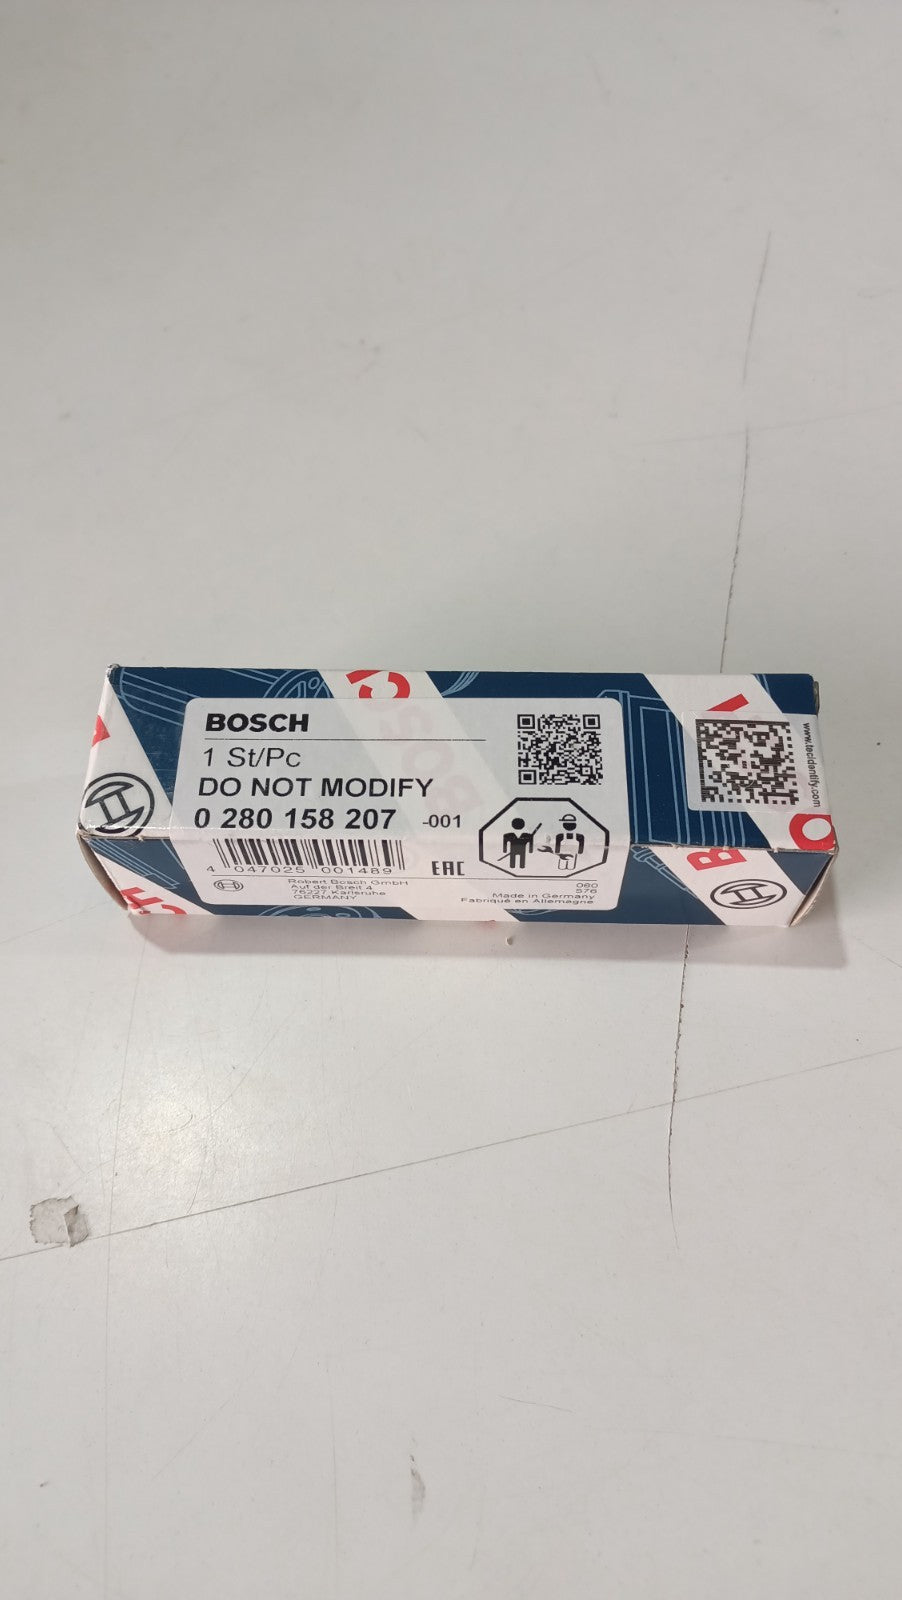 BOSCH
1 St/Pc
DO NOT MODIFY
0 280 158 207 -001
4 047025 001489
EAC
Robert Bosch GmbH
Auf der Breit 4
76227 Karlsruhe
GERMANY
060
576
Made in Germany
Fabriqué en Allemagne
www.tecidentify.com